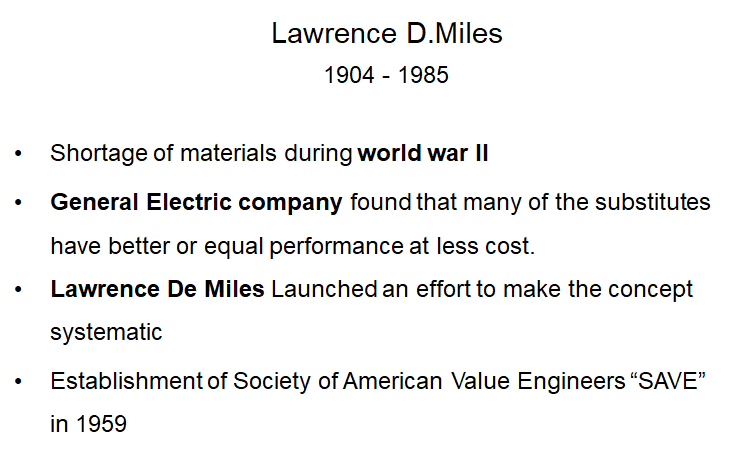 Lawrence D.Miles
1904 - 1985
• Shortage of materials during world war II
• General Electric company found that many of the substitutes
have better or equal performance at less cost.
• Lawrence De Miles Launched an effort to make the concept
systematic
• Establishment of Society of American Value Engineers “SAVE”
in 1959